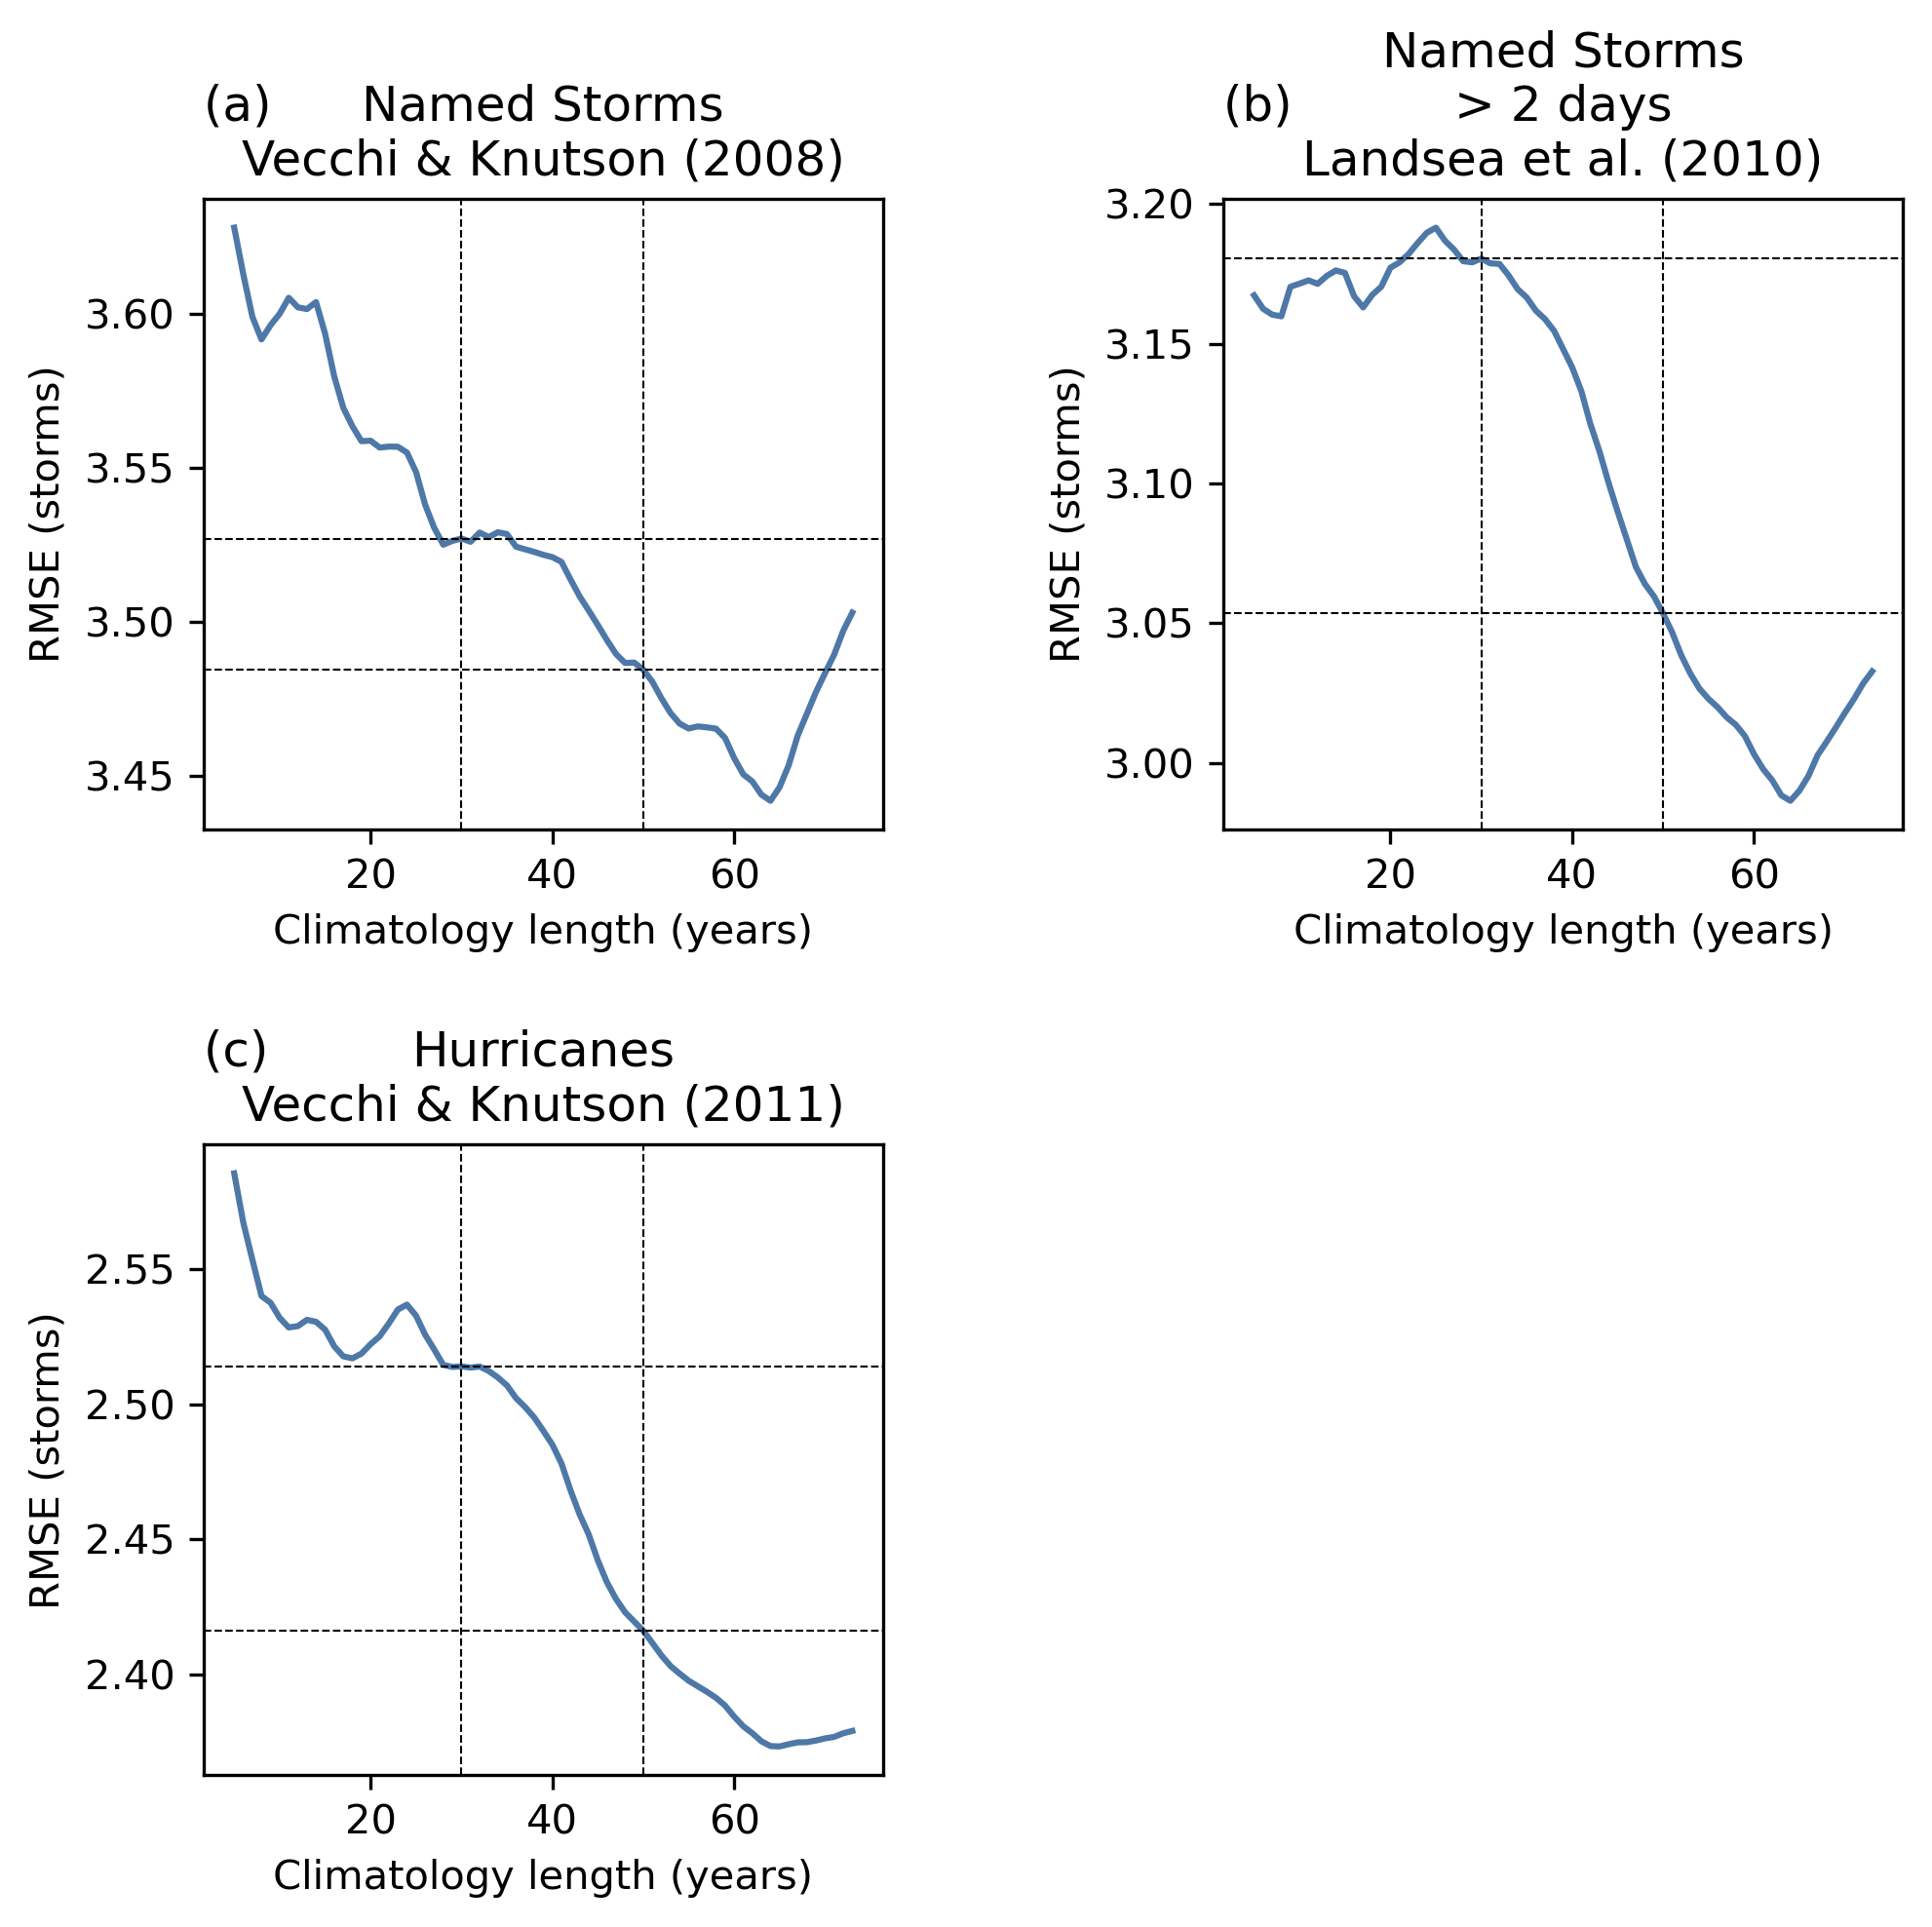 (a)
Named Storms
Vecchi & Knutson (2008)
3.60
3.55
3.50
3.45
RMSE (storms)
20 40 60
Climatology length (years)
(b)
Named Storms
> 2 days
Landsea et al. (2010)
3.20
3.15
3.10
3.05
3.00
RMSE (storms)
20 40 60
Climatology length (years)
(c)
Hurricanes
Vecchi & Knutson (2011)
2.55
2.50
2.45
2.40
RMSE (storms)
20 40 60
Climatology length (years)